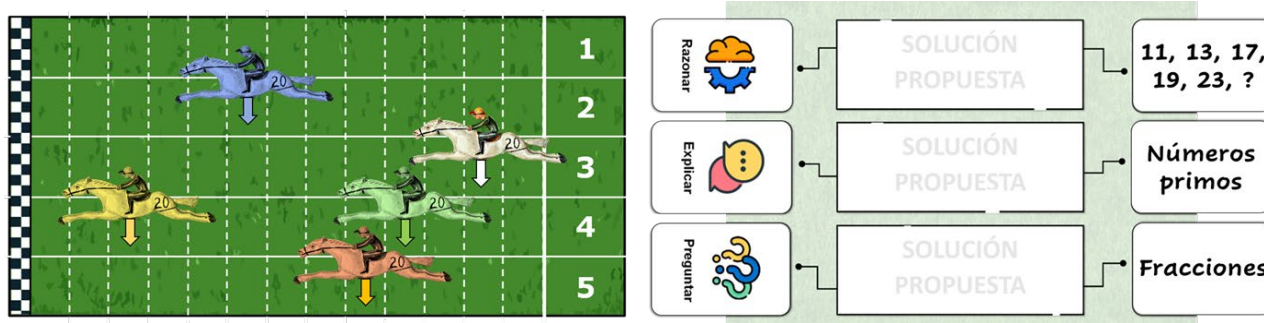 1
2
3
4
5
20
20
20
20
20
Razonar
SOLUCIÓN
PROPUESTA
11, 13, 17,
19, 23, ?
Explicar
SOLUCIÓN
PROPUESTA
Números
primos
Preguntar
SOLUCIÓN
PROPUESTA
Fracciones